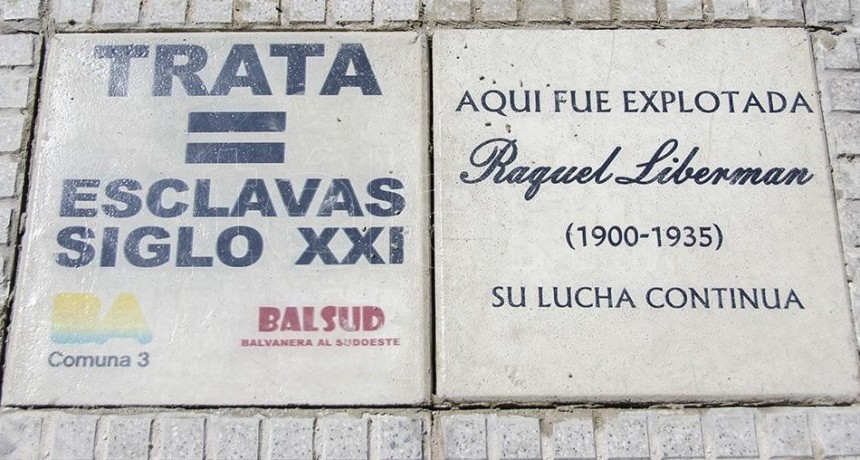 TRATA
=
ESCLAVAS
SIGLO XXI
BA
Comuna 3
BALSUD
BALVANERA AL SUDOESTE
AQUI FUE EXPLOTADA
Raquel Liberman
(1900-1935)
SU LUCHA CONTINUA